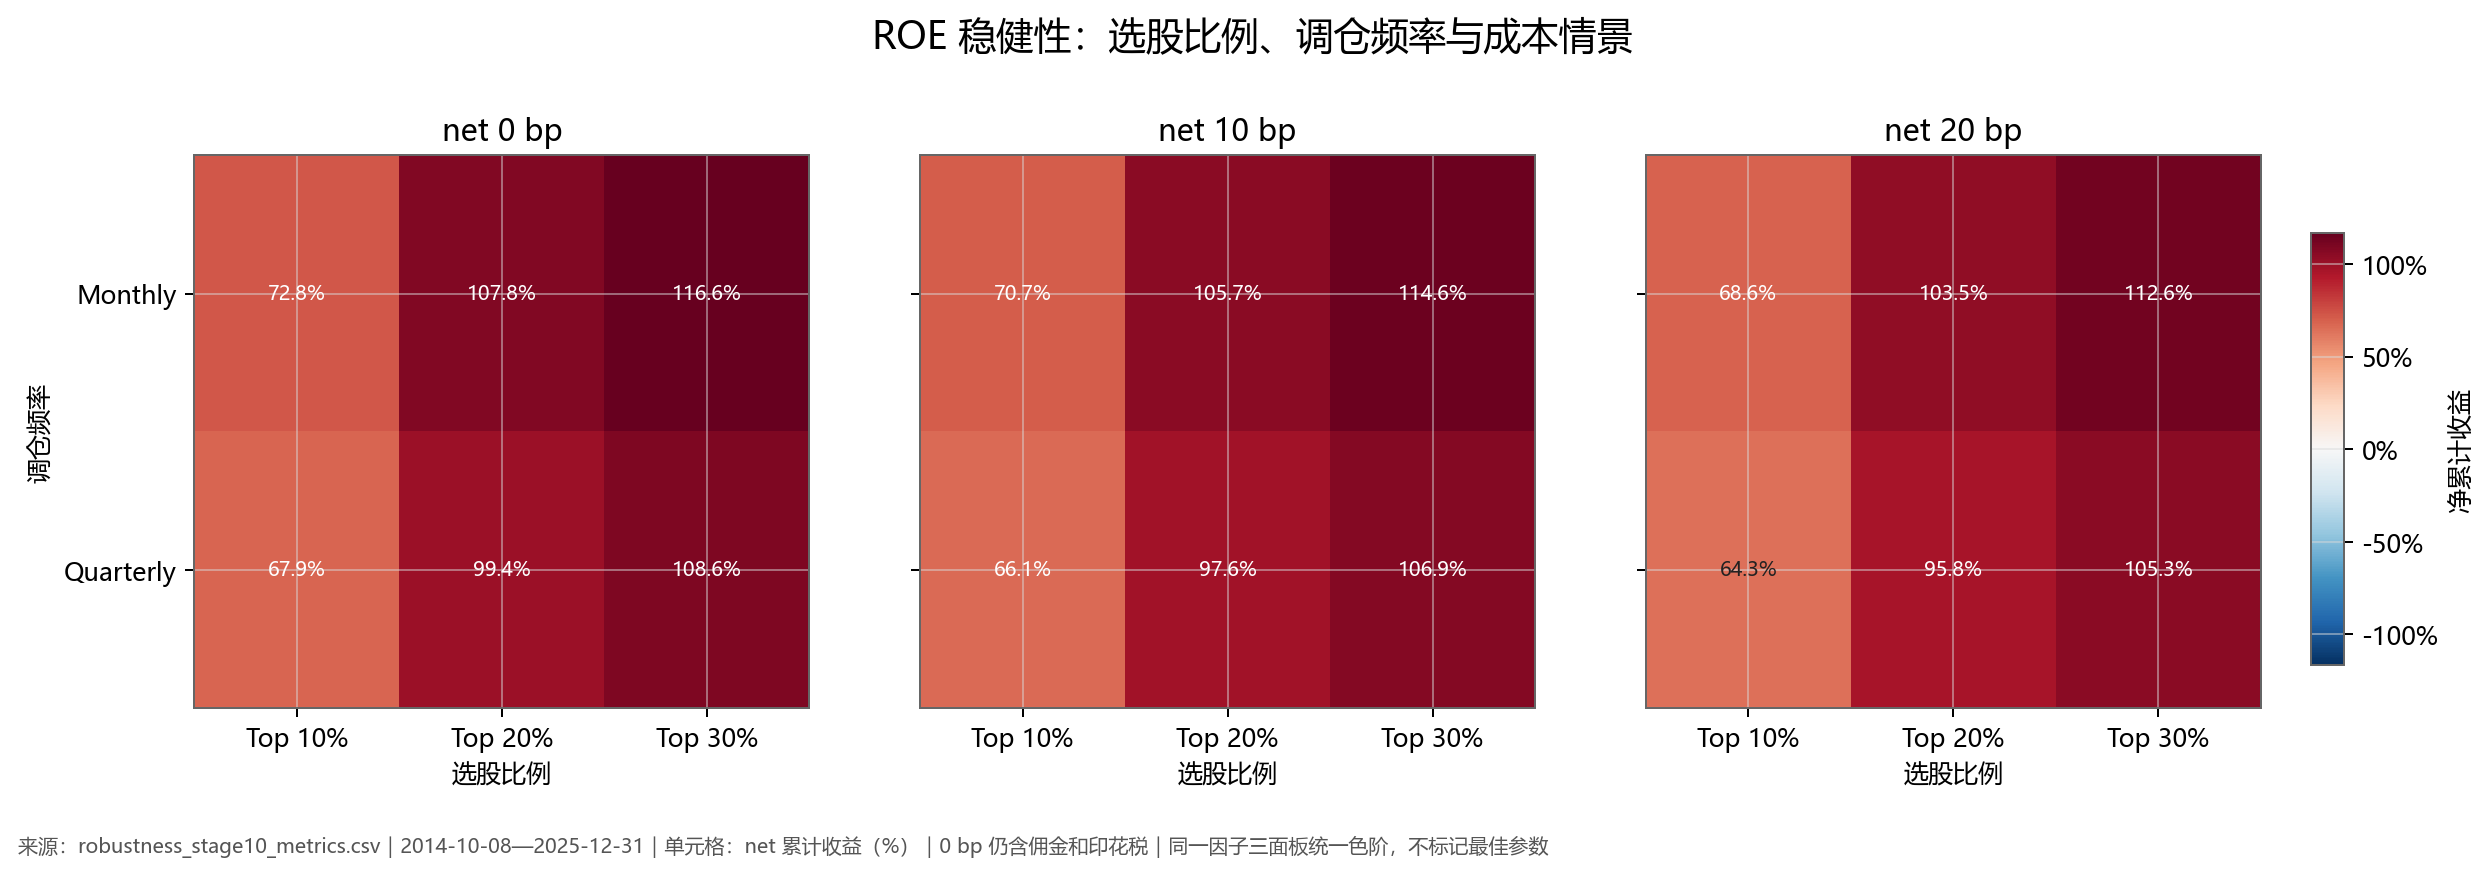 ROE 稳健性：选股比例、调仓频率与成本情景
net 0 bp
net 10 bp
net 20 bp
调仓频率
Monthly
72.8%
107.8%
116.6%
70.7%
105.7%
114.6%
68.6%
103.5%
112.6%
Quarterly
67.9%
99.4%
108.6%
66.1%
97.6%
106.9%
64.3%
95.8%
105.3%
Top 10%
Top 20%
Top 30%
Top 10%
Top 20%
Top 30%
Top 10%
Top 20%
Top 30%
选股比例
选股比例
选股比例
100%
50%
0%
-50%
-100%
净累计收益
来源：robustness_stage10_metrics.csv | 2014-10-08—2025-12-31 | 单元格：net 累计收益（%） | 0 bp 仍含佣金和印花税 | 同一因子三面板统一色阶，不标记最佳参数